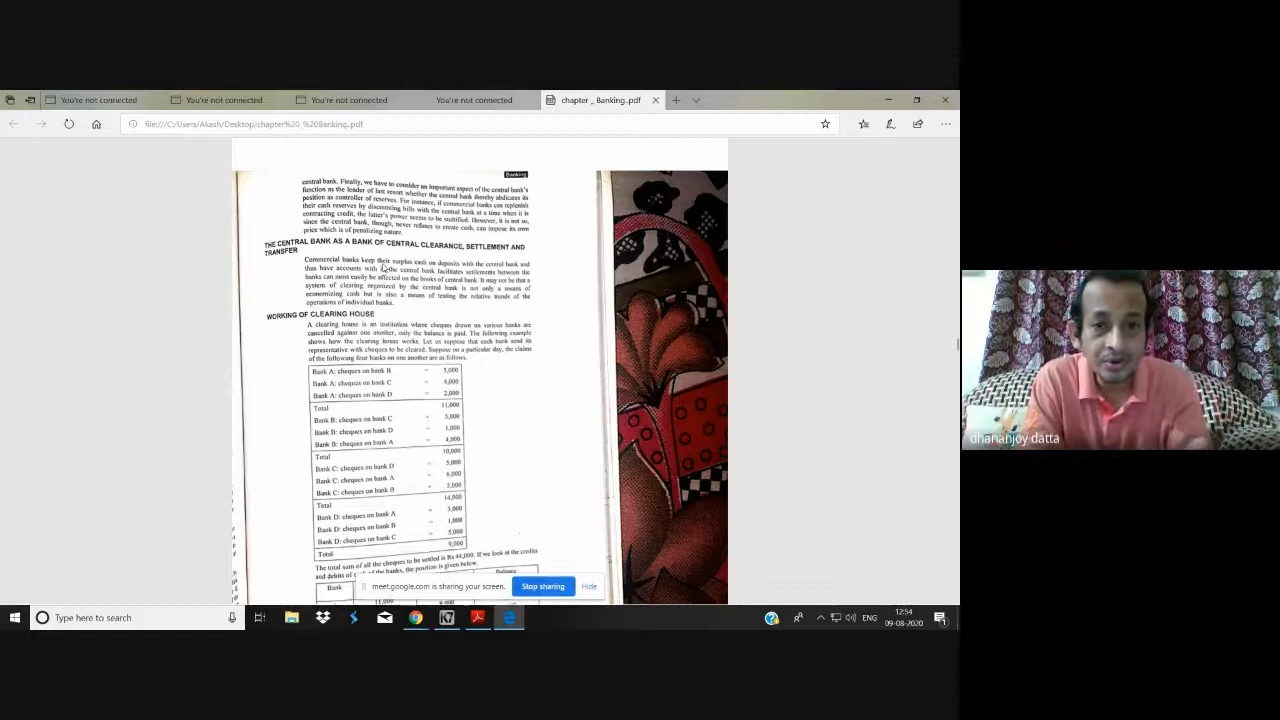 You're not connected
You're not connected
You're not connected
You're not connected
chapter _ Banking..pdf
file:///C:/Users/Akash/Desktop/chapter%20_%20Banking..pdf
Banking
central bank. Finally, we have to consider an important aspect of the central bank's
function as the lender of last resort whether the central bank thereby abdicates its
position as controller of reserves. For instance, if commercial banks can replenish
their cash reserves by discounting bills with the central bank at a time when it is
contracting credit, the latter's power seems to be stultified. However, it is not so,
since the central bank, though, never refuses to create cash, can impose its own
price which is of penalizing nature.
THE CENTRAL BANK AS A BANK OF CENTRAL CLEARANCE, SETTLEMENT AND
TRANSFER
Commercial banks keep their surplus cash on deposits with the central bank and
thus have accounts with the central bank facilitates settlements between the
banks can most easily be affected on the books of central bank. It may not be that a
system of clearing organized by the central bank is not only a means of
economizing cash but is also a means of testing the relative trends of the
operations of individual banks.
WORKING OF CLEARING HOUSE
A clearing house is an institution where cheques drawn on various banks are
cancelled against one another, only the balance is paid. The following example
shows how the clearing house works. Let us suppose that each bank send its
representative with cheques to be cleared. Suppose on a particular day, the claims
of the following four banks on one another are as follows.
Bank A: cheques on bank B = 5,000
Bank A: cheques on bank C = 4,000
Bank A: cheques on bank D = 2,000
Total 11,000
Bank B: cheques on bank C = 5,000
Bank B: cheques on bank D = 1,000
Bank B: cheques on bank A = 4,000
Total 10,000
Bank C: cheques on bank D = 5,000
Bank C: cheques on bank A = 6,000
Bank C: cheques on bank B = 3,000
Total 14,000
Bank D: cheques on bank A = 3,000
Bank D: cheques on bank B = 1,000
Bank D: cheques on bank C = 5,000
Total 9,000
The total sum of all the cheques to be settled is Rs 44,000. If we look at the credits
and debits of of the banks, the position is given below.
Bank Balance
11,000
meet.google.com is sharing your screen.
Stop sharing
Hide
dhananjoy datta
Type here to search
ENG
12:54
09-08-2020